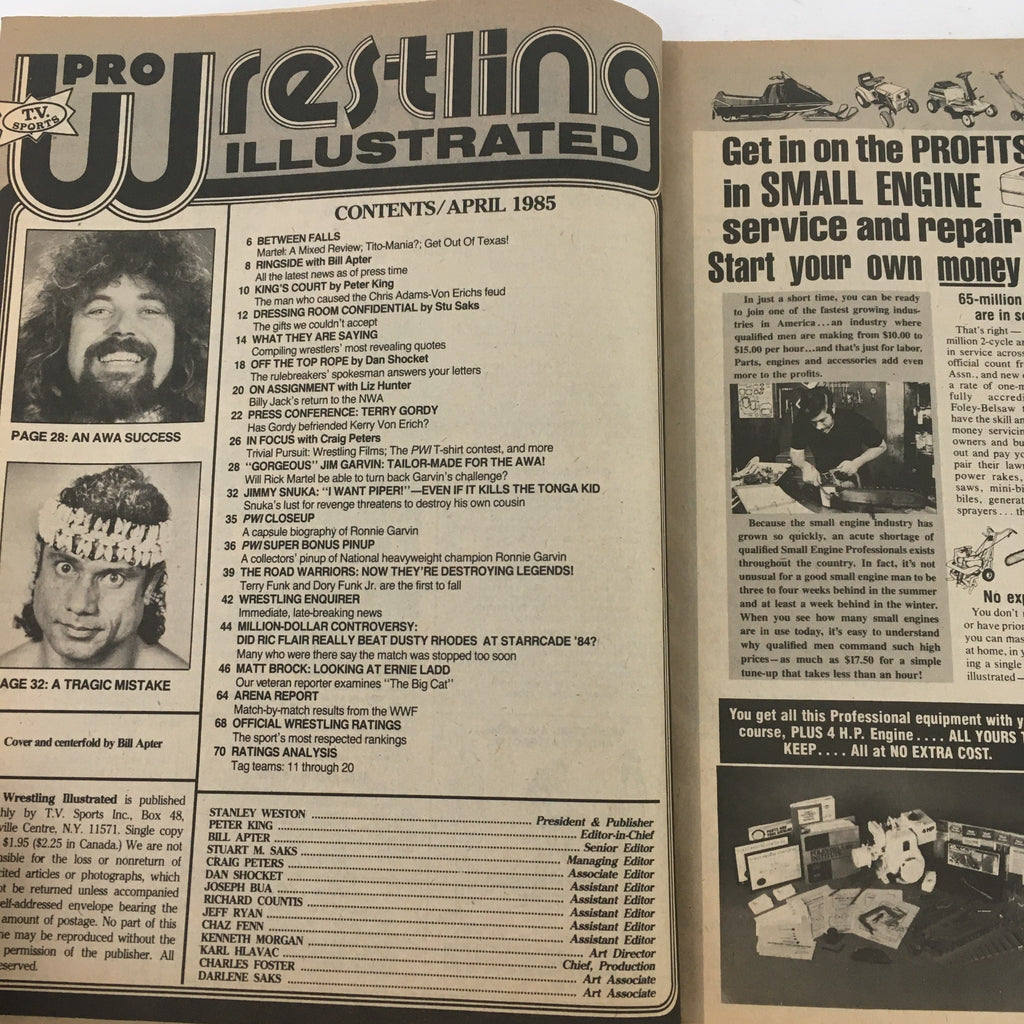 PRO
Wrestling
T.V.
SPORTS
ILLUSTRATED
CONTENTS/APRIL 1985
6 BETWEEN FALLS
Martel: A Mixed Review; Tito-Mania?; Get Out Of Texas!
8 RINGSIDE with Bill Apter
All the latest news as of press time
10 KING'S COURT by Peter King
The man who caused the Chris Adams-Von Erichs feud
12 DRESSING ROOM CONFIDENTIAL by Stu Saks
The gifts we couldn't accept
14 WHAT THEY ARE SAYING
Compiling wrestlers' most revealing quotes
18 OFF THE TOP ROPE by Dan Shocket
The rulebreakers' spokesman answers your letters
20 ON ASSIGNMENT with Liz Hunter
Billy Jack's return to the NWA
22 PRESS CONFERENCE: TERRY GORDY
Has Gordy befriended Kerry Von Erich?
26 IN FOCUS with Craig Peters
Trivial Pursuit: Wrestling Films; The PWI T-shirt contest, and more
28 "GORGEOUS" JIM GARVIN: TAILOR-MADE FOR THE AWA!
Will Rick Martel be able to turn back Garvin's challenge?
32 JIMMY SNUKA: "I WANT PIPER!"—EVEN IF IT KILLS THE TONGA KID
Snuka's lust for revenge threatens to destroy his own cousin
35 PWI CLOSEUP
A capsule biography of Ronnie Garvin
36 PWI SUPER BONUS PINUP
A collectors' pinup of National heavyweight champion Ronnie Garvin
39 THE ROAD WARRIORS: NOW THEY'RE DESTROYING LEGENDS!
Terry Funk and Dory Funk Jr. are the first to fall
42 WRESTLING ENQUIRER
Immediate, late-breaking news
44 MILLION-DOLLAR CONTROVERSY:
DID RIC FLAIR REALLY BEAT DUSTY RHODES AT STARRCADE '84?
Many who were there say the match was stopped too soon
46 MATT BROCK: LOOKING AT ERNIE LADD
Our veteran reporter examines "The Big Cat"
64 ARENA REPORT
Match-by-match results from the WWF
68 OFFICIAL WRESTLING RATINGS
The sport's most respected rankings
70 RATINGS ANALYSIS
Tag teams: 11 through 20
PAGE 28: AN AWA SUCCESS
AGE 32: A TRAGIC MISTAKE
Cover and centerfold by Bill Apter
Wrestling Illustrated is published
hly by T.V. Sports Inc., Box 48,
ville Centre, N.Y. 11571. Single copy
$1.95 ($2.25 in Canada.) We are not
nsible for the loss or nonreturn of
cited articles or photographs, which
ot be returned unless accompanied
elf-addressed envelope bearing the
amount of postage. No part of this
ne may be reproduced without the
permission of the publisher. All
eserved.
STANLEY WESTON President & Publisher
PETER KING Editor-in-Chief
BILL APTER Senior Editor
STUART M. SAKS Managing Editor
CRAIG PETERS Associate Editor
DAN SHOCKET Assistant Editor
JOSEPH BUA Assistant Editor
RICHARD COUNTIS Assistant Editor
JEFF RYAN Assistant Editor
CHAZ FENN Assistant Editor
KENNETH MORGAN Art Director
KARL HLAVAC Chief, Production
CHARLES FOSTER Art Associate
DARLENE SAKS Art Associate
Get in on the PROFITS
in SMALL ENGINE
service and repair
Start your own money
In just a short time, you can be ready
to join one of the fastest growing indus-
tries in America...an industry where
qualified men are making from $10.00 to
$15.00 per hour...and that's just for labor.
Parts, engines and accessories add even
more to the profits.
Because the small engine industry has
grown so quickly, an acute shortage of
qualified Small Engine Professionals exists
throughout the country. In fact, it's not
unusual for a good small engine man to be
three to four weeks behind in the summer
and at least a week behind in the winter.
When you see how many small engines
are in use today, it's easy to understand
why qualified men command such high
prices—as much as $17.50 for a simple
tune-up that takes less than an hour!
65-million
are in se
That's right—
million 2-cycle an
in service across
official count fr
Assn., and new
a rate of one-m
fully accredi
Foley-Belsaw
have the skill an
money servicin
owners and bu
out and pay yo
pair their law
power rakes,
saws, mini-bi
biles, generat
sprayers...th
No exp
You don't
or have prior
you can mas
at home, in y
ing a single
illustrated—
You get all this Professional equipment with y
course, PLUS 4 H.P. Engine.... ALL YOURS T
KEEP.... All at NO EXTRA COST.